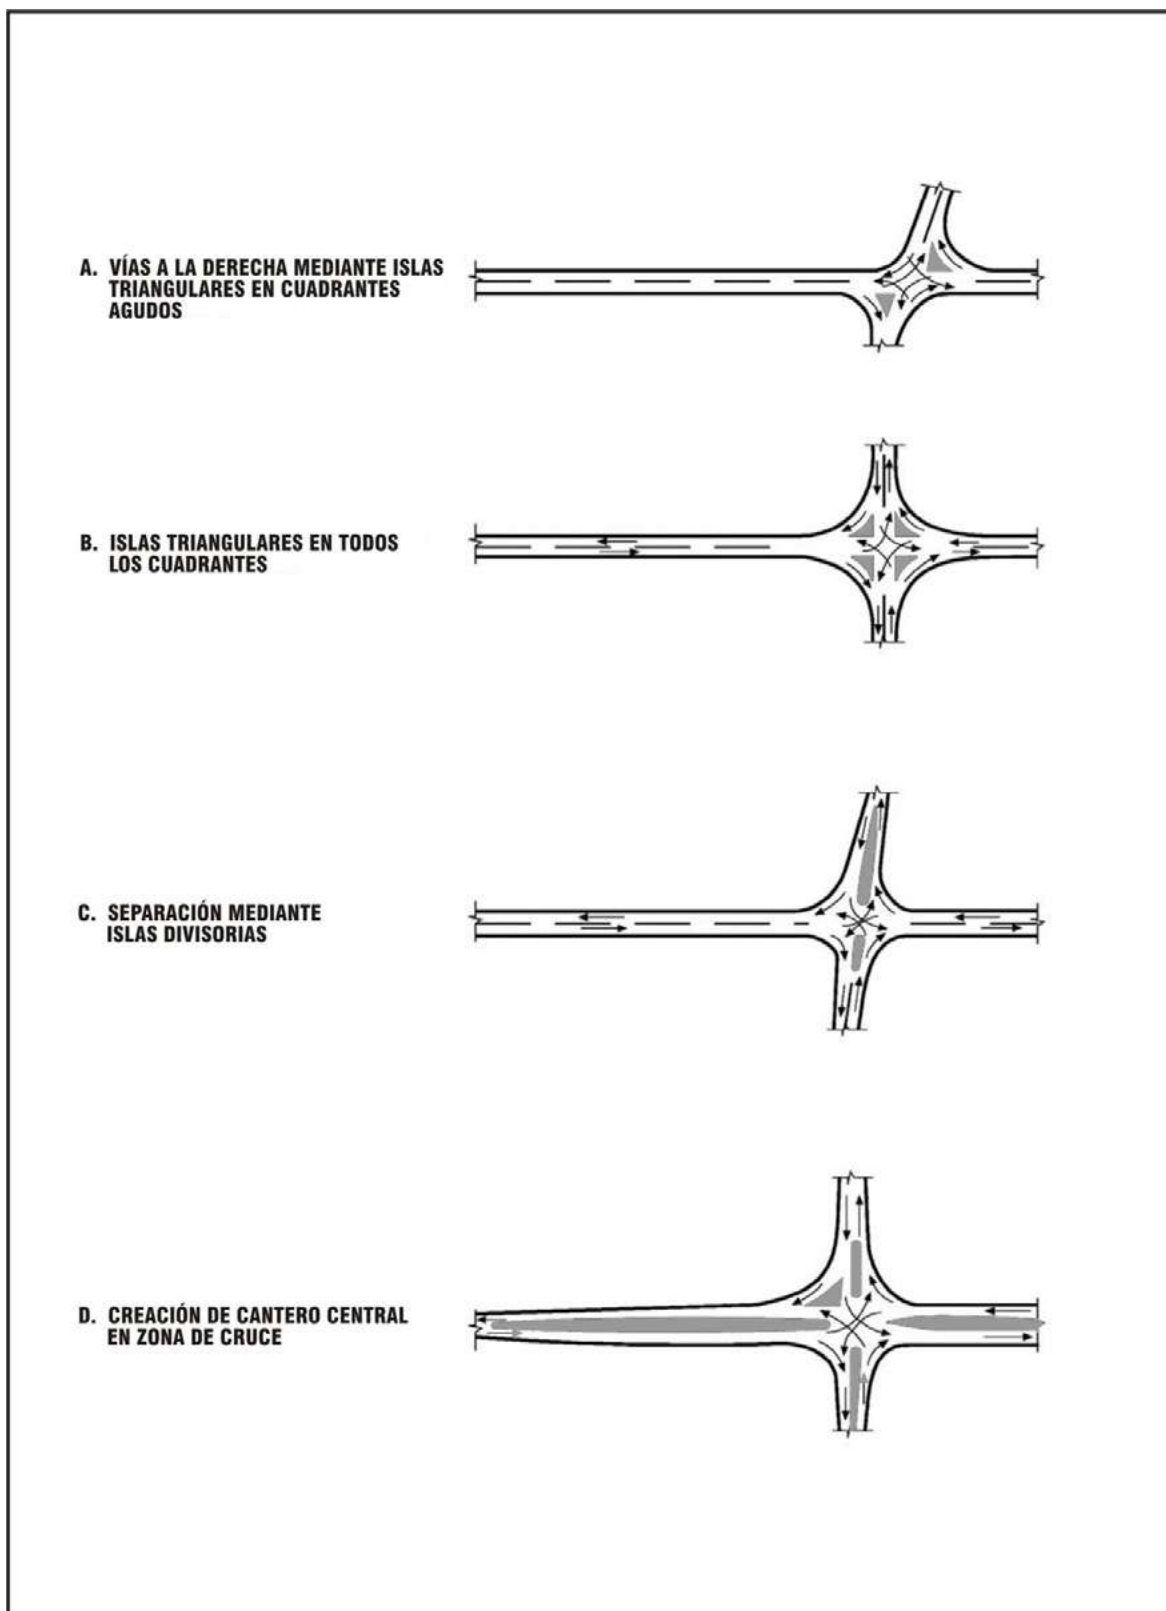 A. VÍAS A LA DERECHA MEDIANTE ISLAS
TRIANGULARES EN CUADRANTES
AGUDOS
B. ISLAS TRIANGULARES EN TODOS
LOS CUADRANTES
C. SEPARACIÓN MEDIANTE
ISLAS DIVISORIAS
D. CREACIÓN DE CANTERO CENTRAL
EN ZONA DE CRUCE